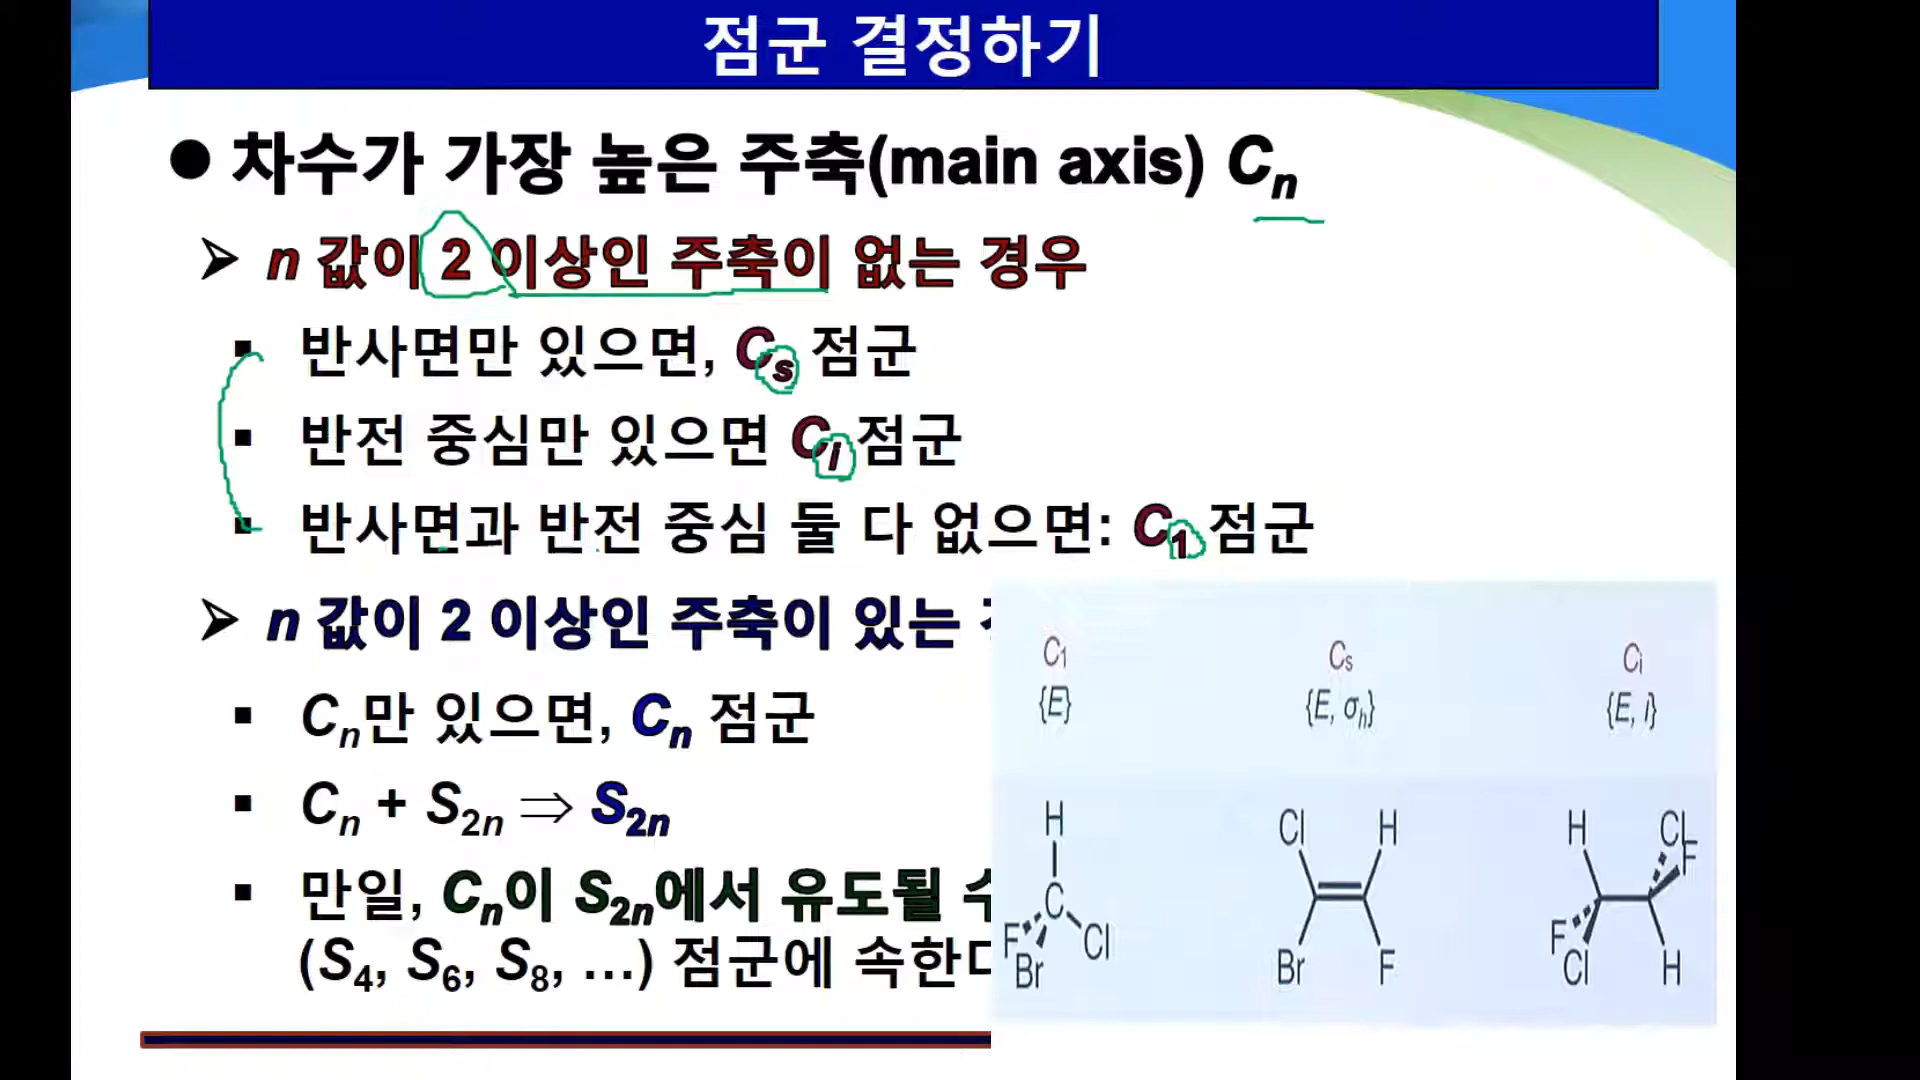 점군 결정하기
● 차수가 가장 높은 주축(main axis) Cn
➢ n 값이 2 이상인 주축이 없는 경우
▪ 반사면만 있으면, Cs 점군
▪ 반전 중심만 있으면 Ci 점군
▪ 반사면과 반전 중심 둘 다 없으면: C1 점군
➢ n 값이 2 이상인 주축이 있는
▪ Cn만 있으면, Cn 점군
▪ Cn + S2n ⇒ S2n
▪ 만일, Cn이 S2n에서 유도될
(S4, S6, S8, ...) 점군에 속한
C1 Cs Ci
{E} {E, σh} {E, i}
H Cl H H Cl F
C
F Br Cl Br F F Cl H